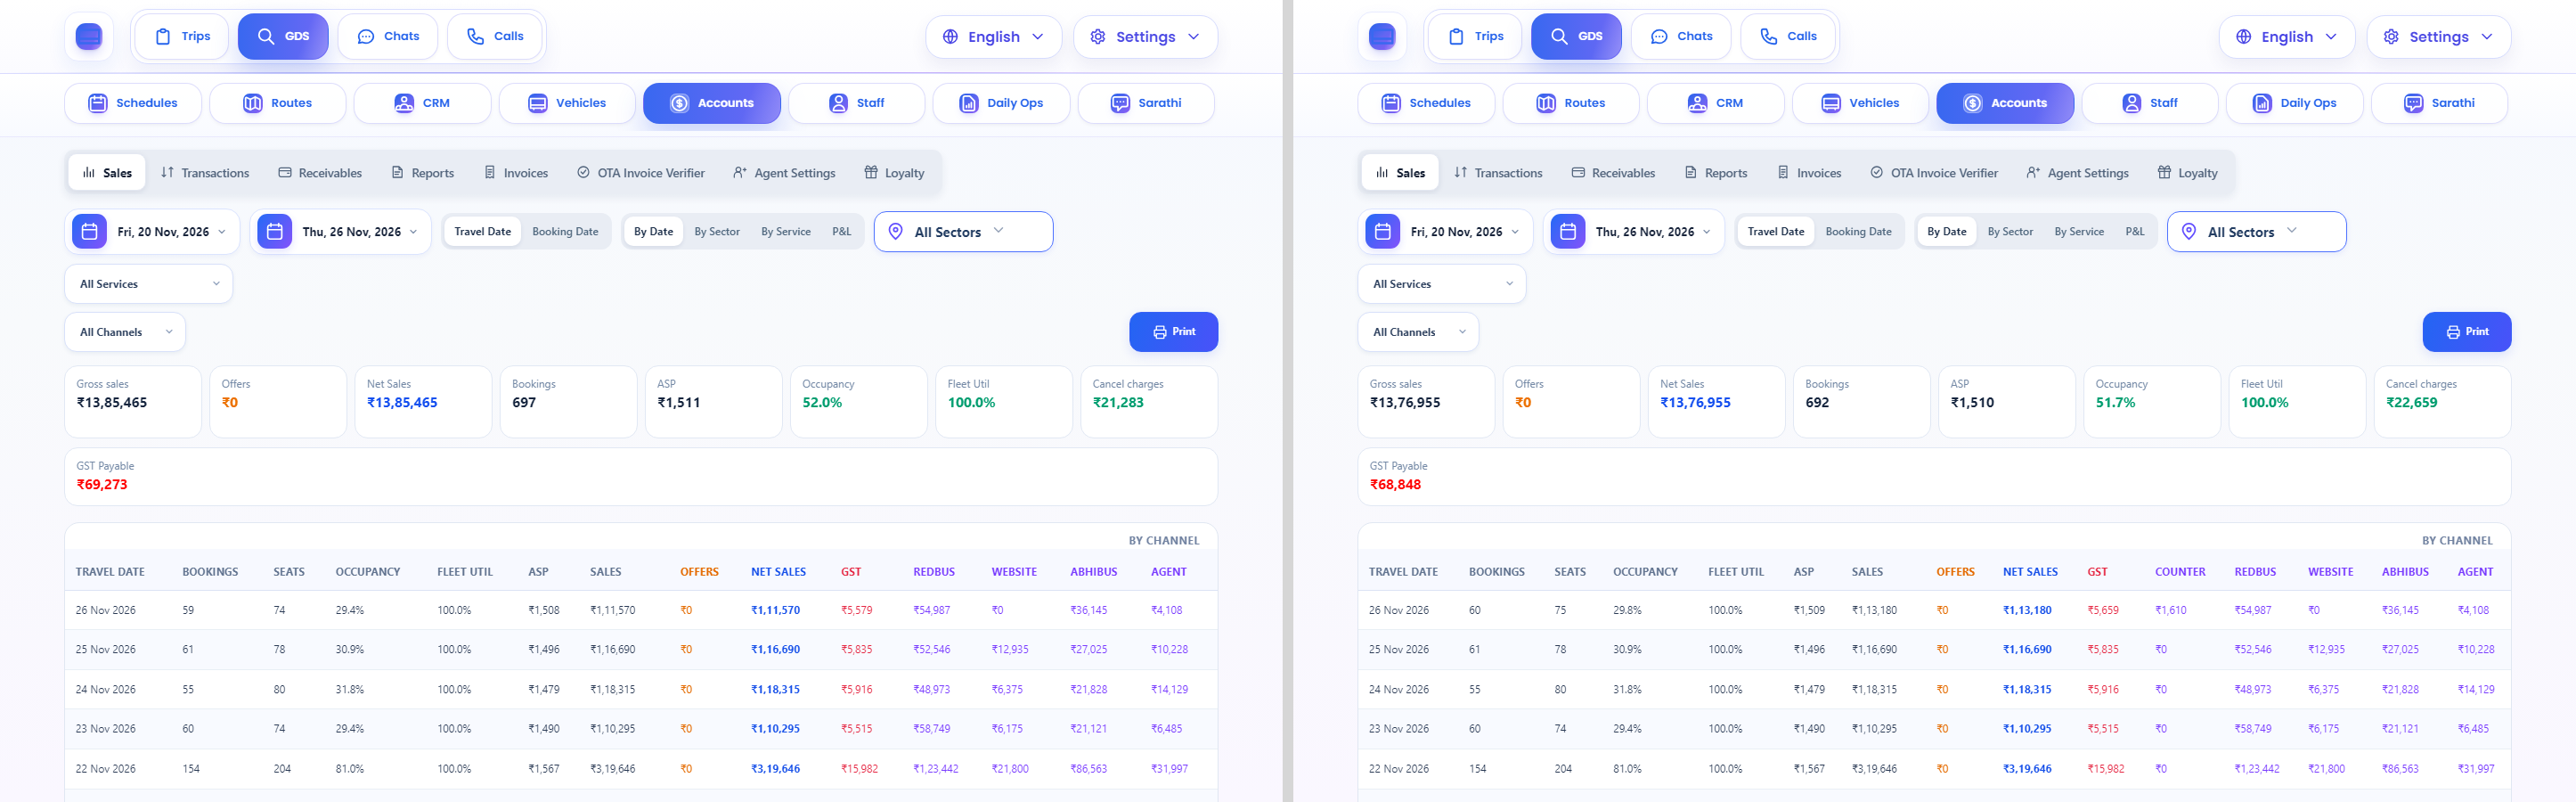 Trips GDS Chats Calls English Settings
Schedules Routes CRM Vehicles Accounts Staff Daily Ops Sarathi
Sales Transactions Receivables Reports Invoices OTA Invoice Verifier Agent Settings Loyalty
Fri, 20 Nov, 2026 Thu, 26 Nov, 2026 Travel Date Booking Date By Date By Sector By Service P&L All Sectors
All Services
All Channels Print
Gross sales Offers Net Sales Bookings ASP Occupancy Fleet Util Cancel charges
₹13,85,465 ₹0 ₹13,85,465 697 ₹1,511 52.0% 100.0% ₹21,283
GST Payable
₹69,273
BY CHANNEL
TRAVEL DATE BOOKINGS SEATS OCCUPANCY FLEET UTIL ASP SALES OFFERS NET SALES GST REDBUS WEBSITE ABHIBUS AGENT
26 Nov 2026 59 74 29.4% 100.0% ₹1,508 ₹1,11,570 ₹0 ₹1,11,570 ₹5,579 ₹54,987 ₹0 ₹36,145 ₹4,108
25 Nov 2026 61 78 30.9% 100.0% ₹1,496 ₹1,16,690 ₹0 ₹1,16,690 ₹5,835 ₹52,546 ₹12,935 ₹27,025 ₹10,228
24 Nov 2026 55 80 31.8% 100.0% ₹1,479 ₹1,18,315 ₹0 ₹1,18,315 ₹5,916 ₹48,973 ₹6,375 ₹21,828 ₹14,129
23 Nov 2026 60 74 29.4% 100.0% ₹1,490 ₹1,10,295 ₹0 ₹1,10,295 ₹5,515 ₹58,749 ₹6,175 ₹21,121 ₹6,485
22 Nov 2026 154 204 81.0% 100.0% ₹1,567 ₹3,19,646 ₹0 ₹3,19,646 ₹15,982 ₹1,23,442 ₹21,800 ₹86,563 ₹31,997
Trips GDS Chats Calls English Settings
Schedules Routes CRM Vehicles Accounts Staff Daily Ops Sarathi
Sales Transactions Receivables Reports Invoices OTA Invoice Verifier Agent Settings Loyalty
Fri, 20 Nov, 2026 Thu, 26 Nov, 2026 Travel Date Booking Date By Date By Sector By Service P&L All Sectors
All Services
All Channels Print
Gross sales Offers Net Sales Bookings ASP Occupancy Fleet Util Cancel charges
₹13,76,955 ₹0 ₹13,76,955 692 ₹1,510 51.7% 100.0% ₹22,659
GST Payable
₹68,848
BY CHANNEL
TRAVEL DATE BOOKINGS SEATS OCCUPANCY FLEET UTIL ASP SALES OFFERS NET SALES GST COUNTER REDBUS WEBSITE ABHIBUS AGENT
26 Nov 2026 60 75 29.8% 100.0% ₹1,509 ₹1,13,180 ₹0 ₹1,13,180 ₹5,659 ₹1,610 ₹54,987 ₹0 ₹36,145 ₹4,108
25 Nov 2026 61 78 30.9% 100.0% ₹1,496 ₹1,16,690 ₹0 ₹1,16,690 ₹5,835 ₹0 ₹52,546 ₹12,935 ₹27,025 ₹10,228
24 Nov 2026 55 80 31.8% 100.0% ₹1,479 ₹1,18,315 ₹0 ₹1,18,315 ₹5,916 ₹0 ₹48,973 ₹6,375 ₹21,828 ₹14,129
23 Nov 2026 60 74 29.4% 100.0% ₹1,490 ₹1,10,295 ₹0 ₹1,10,295 ₹5,515 ₹0 ₹58,749 ₹6,175 ₹21,121 ₹6,485
22 Nov 2026 154 204 81.0% 100.0% ₹1,567 ₹3,19,646 ₹0 ₹3,19,646 ₹15,982 ₹0 ₹1,23,442 ₹21,800 ₹86,563 ₹31,997